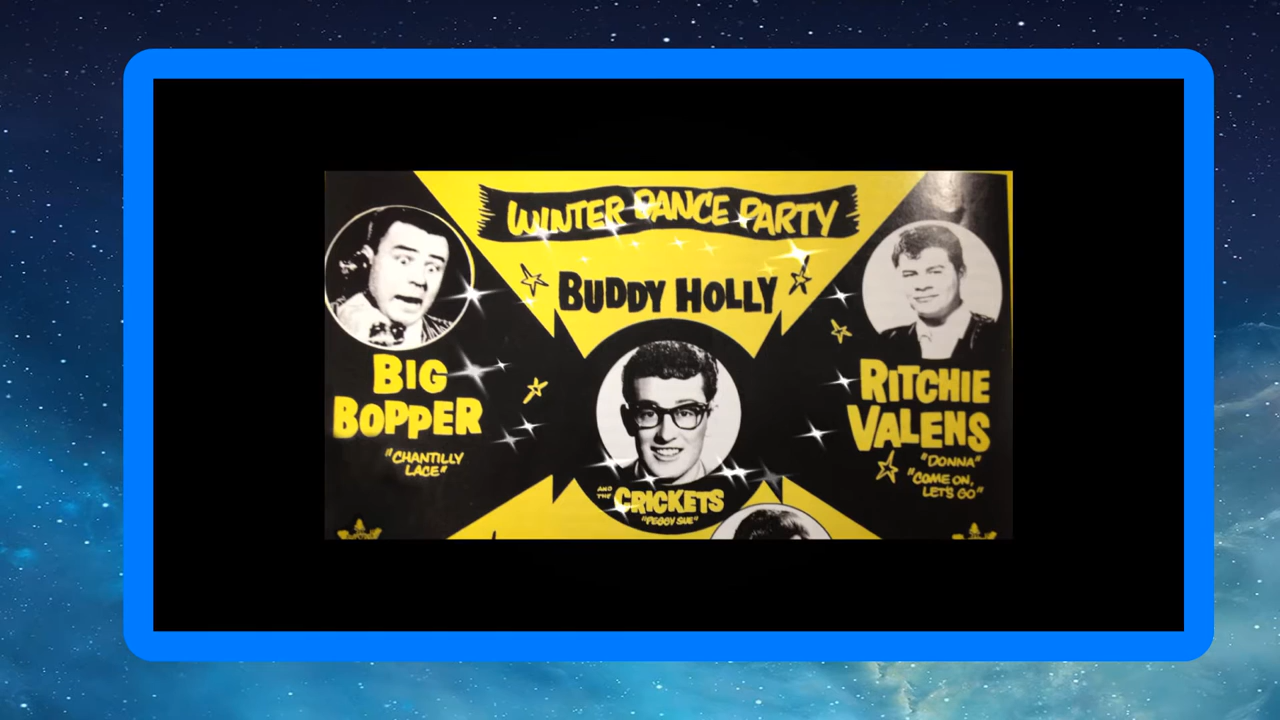 WINTER DANCE PARTY
BUDDY HOLLY
BIG
BOPPER
"CHANTILLY
LACE"
AND
THE
CRICKETS
"PEGGY SUE"
RITCHIE
VALENS
"DONNA"
"COME ON,
LET'S GO"